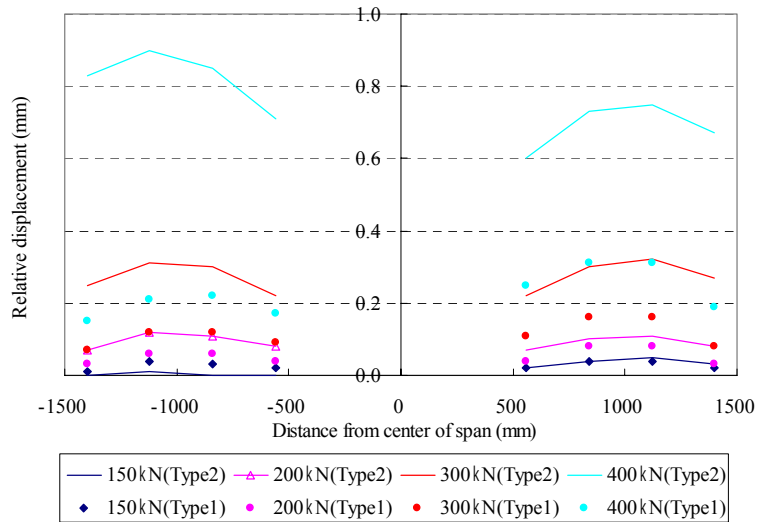 1.0
0.8
0.6
0.4
0.2
0.0
Relative displacement (mm)
-1500 -1000 -500 0 500 1000 1500
Distance from center of span (mm)
150kN(Type2) 200kN(Type2) 300kN(Type2) 400kN(Type2)
150kN(Type1) 200kN(Type1) 300kN(Type1) 400kN(Type1)